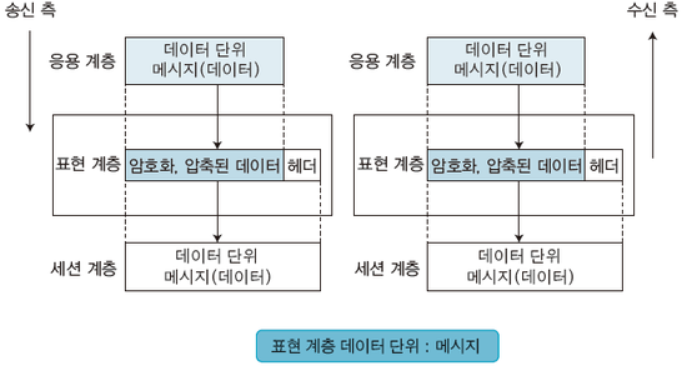 송신 측
수신 측
응용 계층
데이터 단위
메시지(데이터)
응용 계층
데이터 단위
메시지(데이터)
표현 계층
암호화, 압축된 데이터
헤더
표현 계층
암호화, 압축된 데이터
헤더
세션 계층
데이터 단위
메시지(데이터)
세션 계층
데이터 단위
메시지(데이터)
표현 계층 데이터 단위 : 메시지